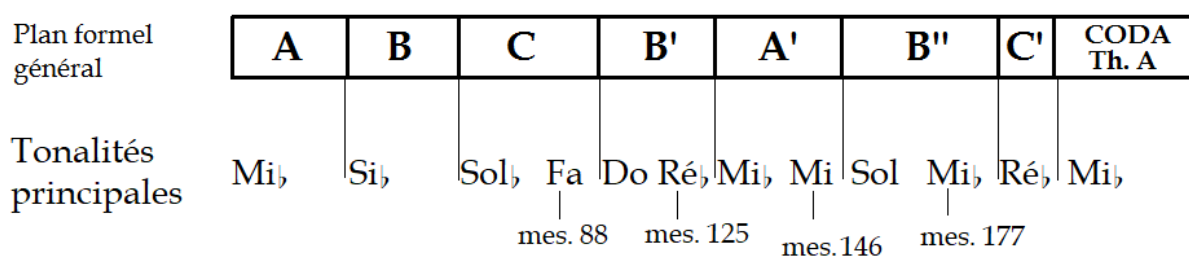 Plan formel
général
A B C B' A' B'' C' CODA
Th. A
Tonalités
principales
Mi♭ Si♭ Sol♭ Fa Do Ré♭ Mi♭ Mi Sol Mi♭ Ré♭ Mi♭
mes. 88 mes. 125 mes. 146 mes. 177